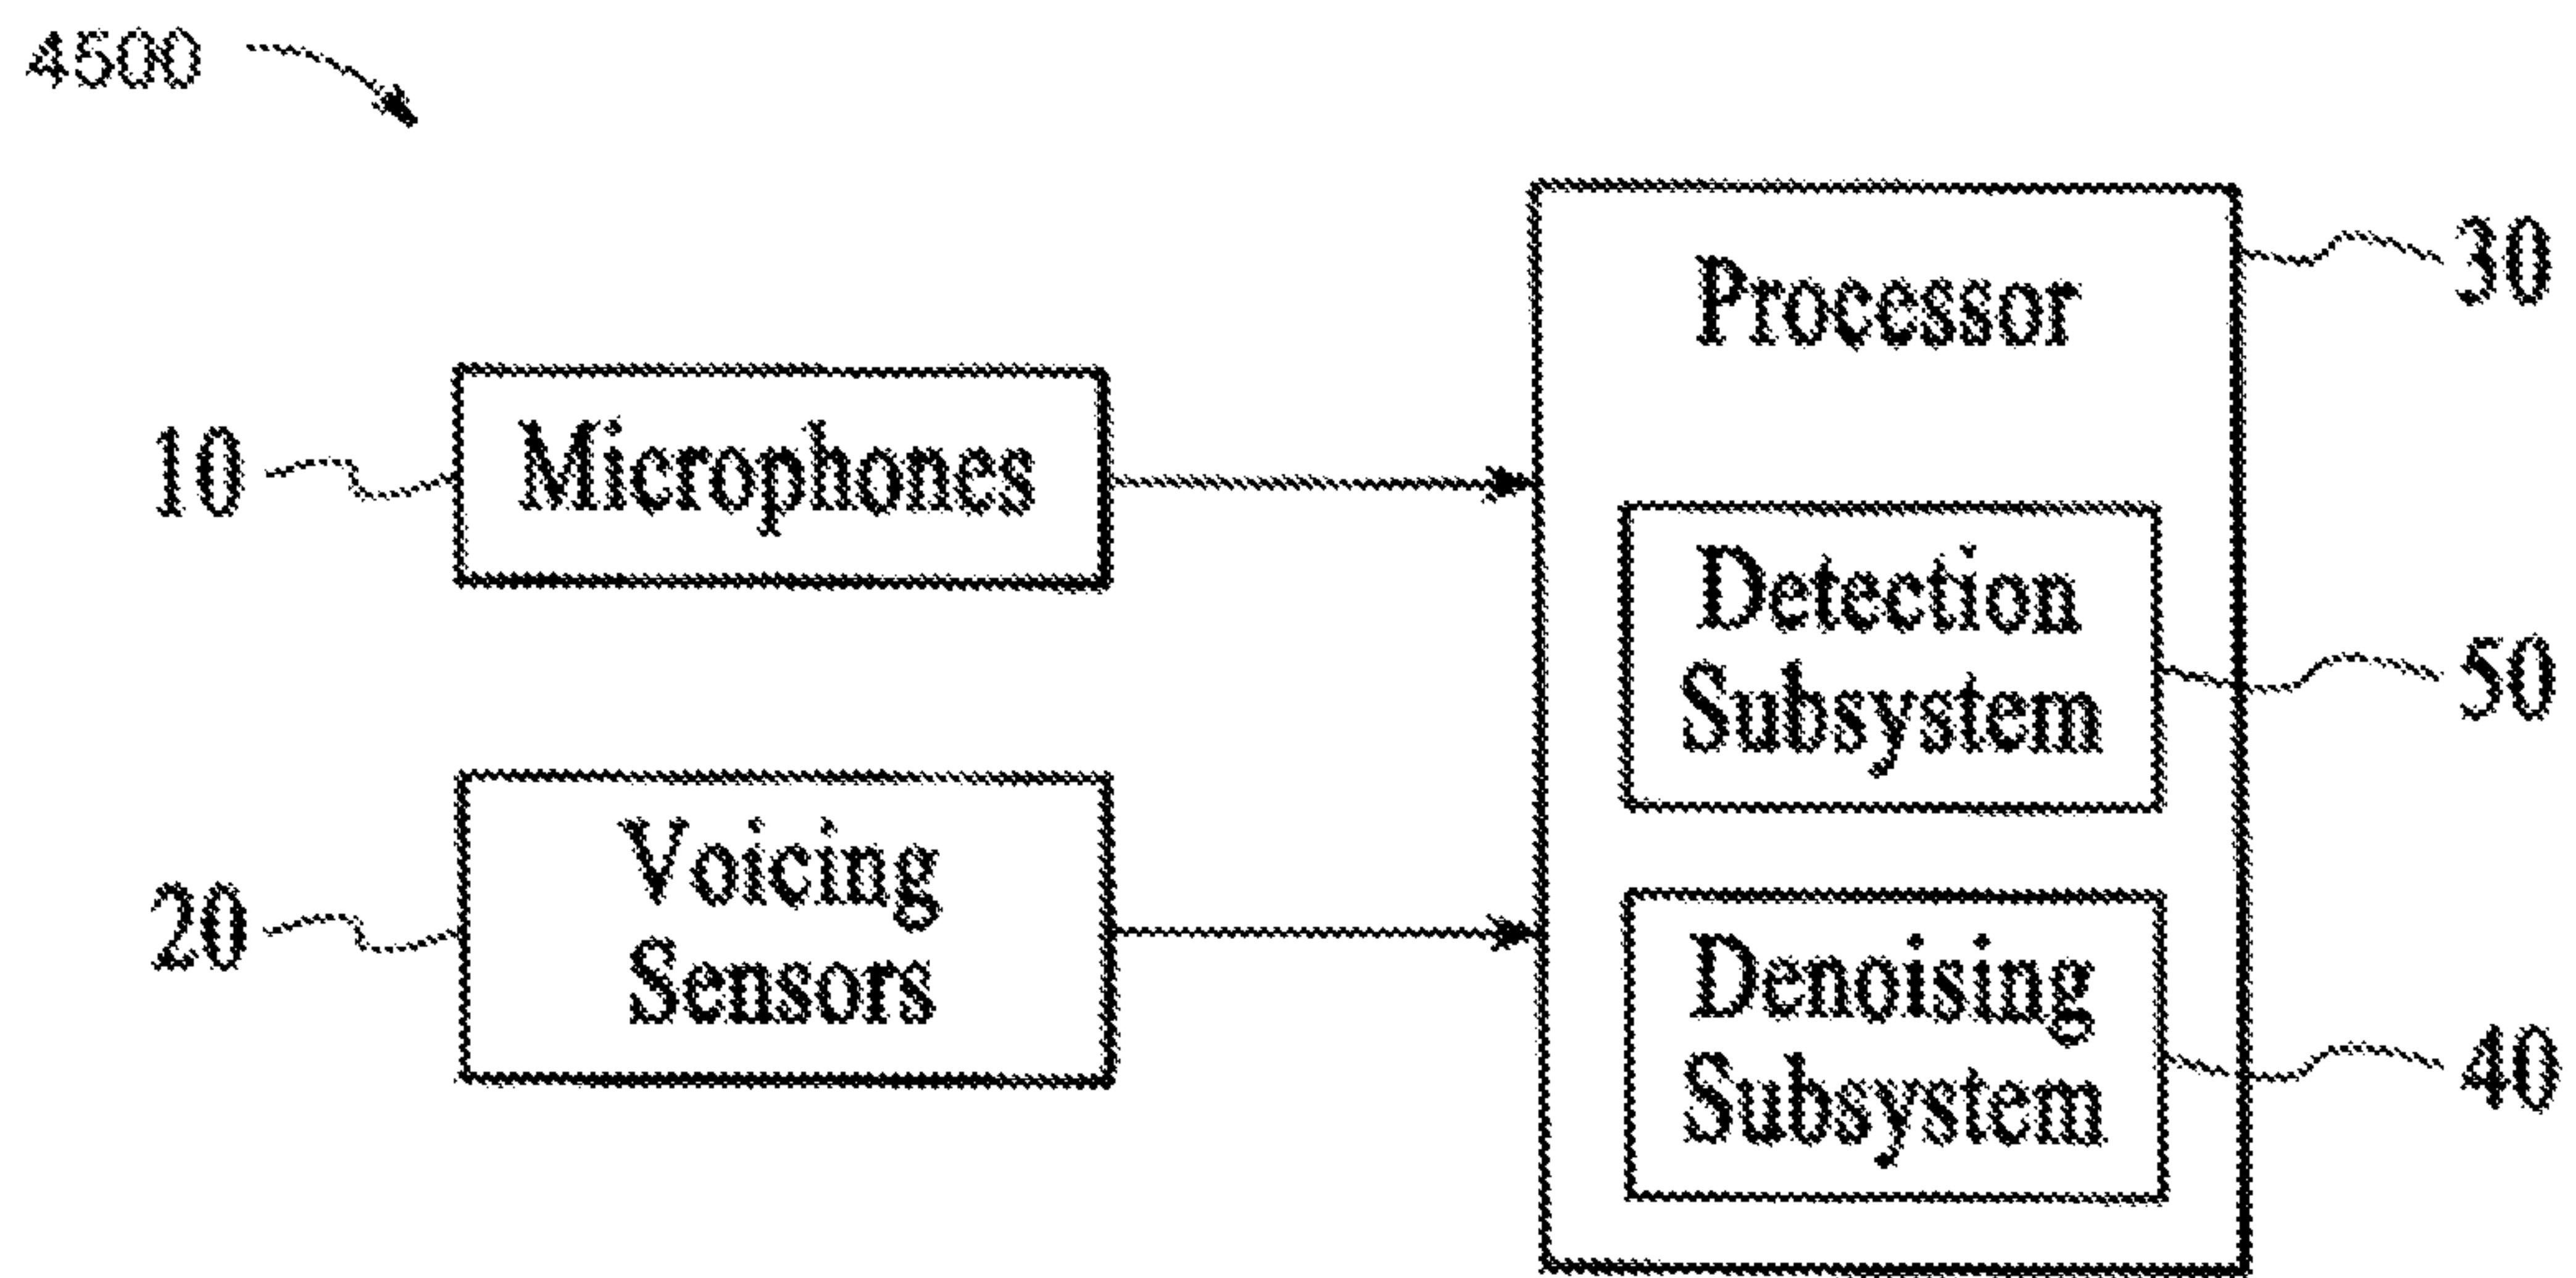 4500
Processor
30
10
Microphones
Detection
Subsystem
50
20
Voicing
Sensors
Denoising
Subsystem
40